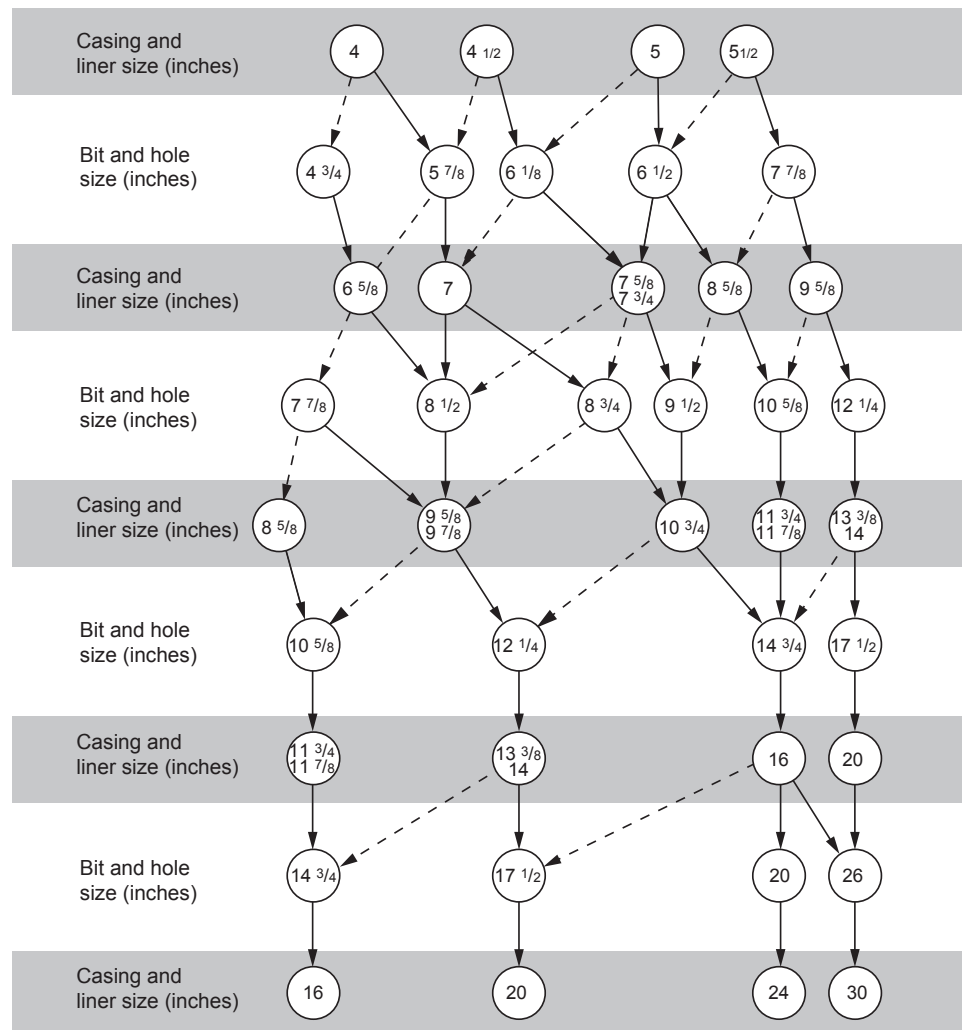 Casing and
liner size (inches)
4
4 1/2
5
5 1/2
Bit and hole
size (inches)
4 3/4
5 7/8
6 1/8
6 1/2
7 7/8
Casing and
liner size (inches)
6 5/8
7
7 5/8
7 3/4
8 5/8
9 5/8
Bit and hole
size (inches)
7 7/8
8 1/2
8 3/4
9 1/2
10 5/8
12 1/4
Casing and
liner size (inches)
8 5/8
9 5/8
9 7/8
10 3/4
11 3/4
11 7/8
13 3/8
14
Bit and hole
size (inches)
10 5/8
12 1/4
14 3/4
17 1/2
Casing and
liner size (inches)
11 3/4
11 7/8
13 3/8
14
16
20
Bit and hole
size (inches)
14 3/4
17 1/2
20
26
Casing and
liner size (inches)
16
20
24
30